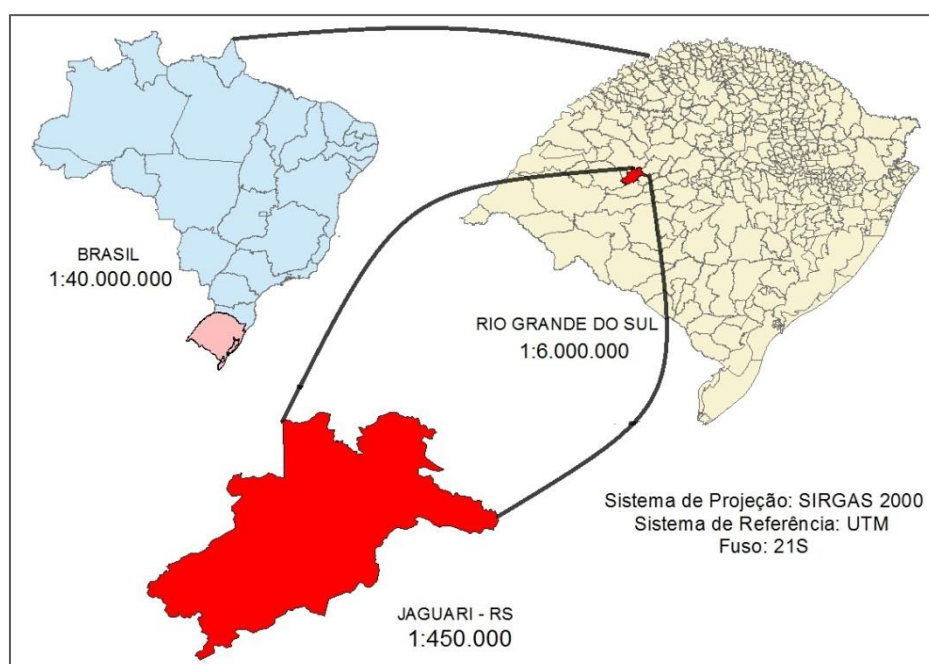 BRASIL
1:40.000.000
RIO GRANDE DO SUL
1:6.000.000
Sistema de Projeção: SIRGAS 2000
Sistema de Referência: UTM
Fuso: 21S
JAGUARI - RS
1:450.000